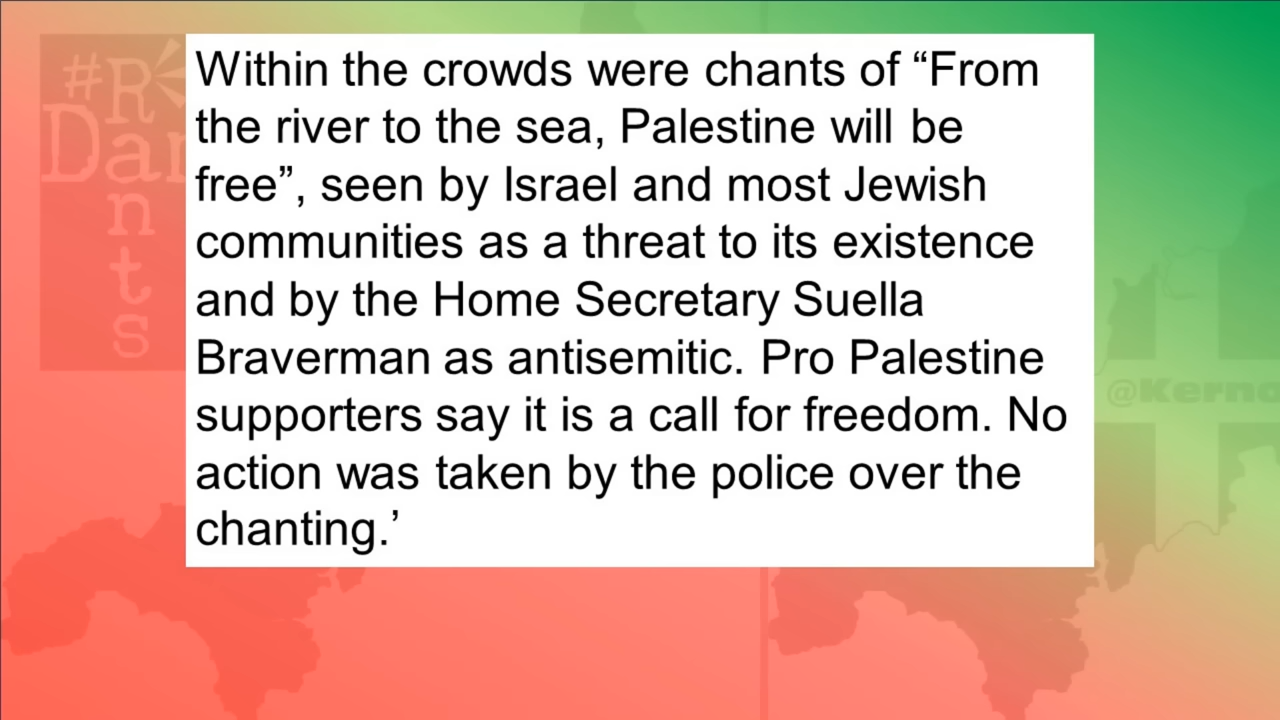 #R
Dar
n
t
s
Within the crowds were chants of “From
the river to the sea, Palestine will be
free”, seen by Israel and most Jewish
communities as a threat to its existence
and by the Home Secretary Suella
Braverman as antisemitic. Pro Palestine
supporters say it is a call for freedom. No
action was taken by the police over the
chanting.’
@Kerno